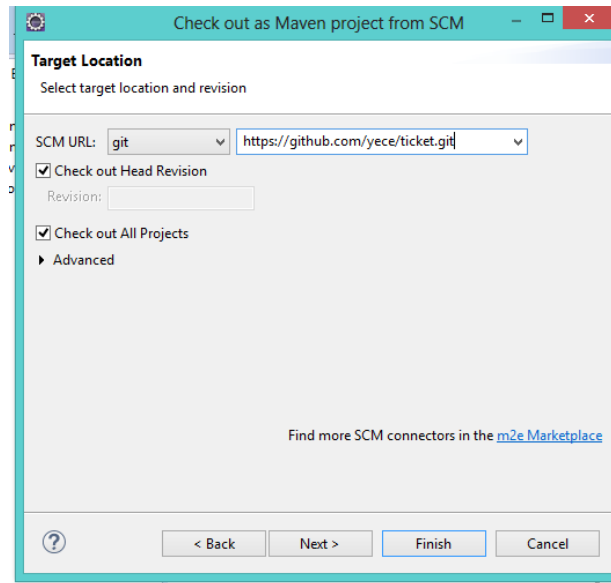 Check out as Maven project from SCM
Target Location
Select target location and revision
SCM URL: git https://github.com/yece/ticket.git
Check out Head Revision
Revision:
Check out All Projects
Advanced
Find more SCM connectors in the m2e Marketplace
? < Back Next > Finish Cancel